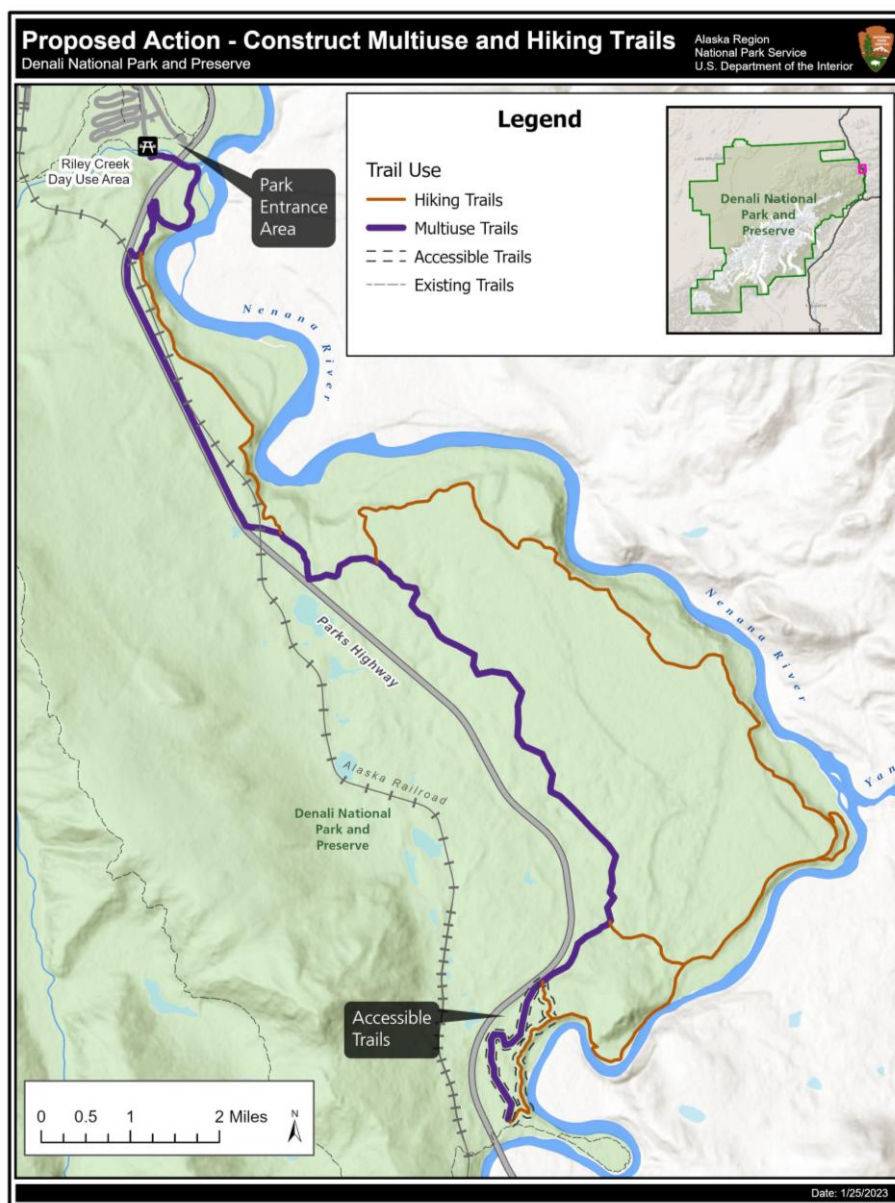 Proposed Action - Construct Multiuse and Hiking Trails
Denali National Park and Preserve
Alaska Region
National Park Service
U.S. Department of the Interior
Legend
Trail Use
Hiking Trails
Multiuse Trails
Accessible Trails
Existing Trails
Denali National
Park and
Preserve
Riley Creek
Day Use Area
Park
Entrance
Area
Nenana
River
Nenana River
Yan
Parks Highway
Alaska Railroad
Denali National
Park and
Preserve
Accessible
Trails
0 0.5 1 2 Miles
N
Date: 1/25/2023